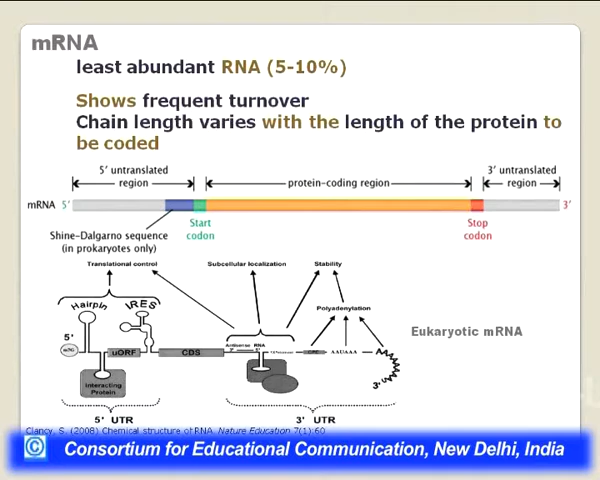 mRNA
least abundant RNA (5-10%)
Shows frequent turnover
Chain length varies with the length of the protein to
be coded
5′ untranslated region
protein-coding region
3′ untranslated region
mRNA 5′
3′
Shine–Dalgarno sequence
(in prokaryotes only)
Start
codon
Stop
codon
Translational control
Subcellular localization
Stability
Polyadenylation
Eukaryotic mRNA
Hairpin
IRES
5'
uORF
CDS
Antisense RNA
AAUAAA
3'
Interacting
Protein
5' UTR
3' UTR
Clancy, S. (2008) Chemical structure of RNA. Nature Education 7(1):60
© Consortium for Educational Communication, New Delhi, India